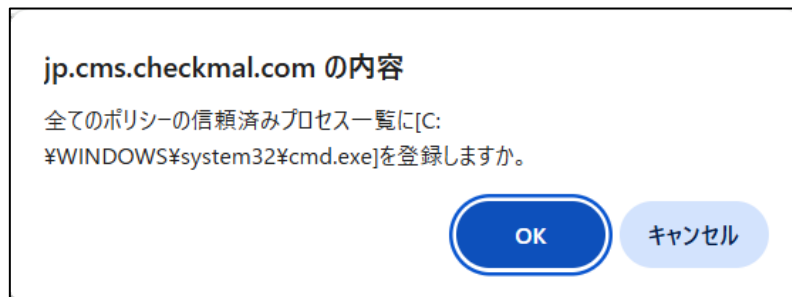 jp.cms.checkmal.com の内容
全てのポリシーの信頼済みプロセス一覧に[C:
¥WINDOWS¥system32¥cmd.exe]を登録しますか。
OK
キャンセル